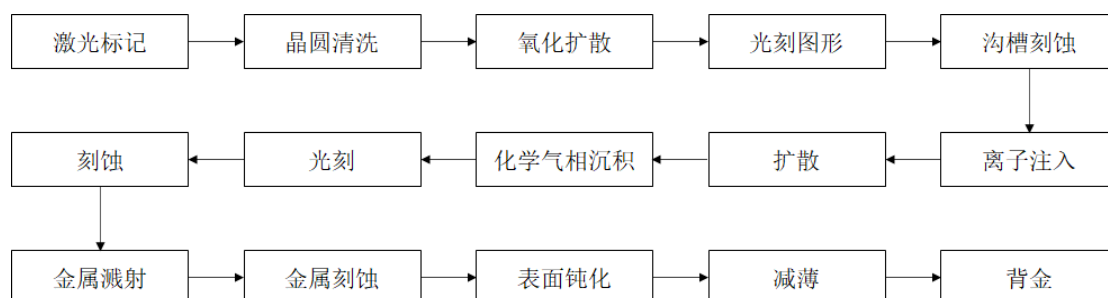 激光标记 晶圆清洗 氧化扩散 光刻图形 沟槽刻蚀
刻蚀 光刻 化学气相沉积 扩散 离子注入
金属溅射 金属刻蚀 表面钝化 减薄 背金